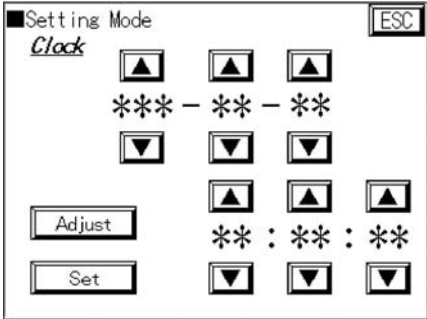 ■Setting Mode ESC
Clock
▲ ▲ ▲
***-**-**
▼ ▼ ▼
▲ ▲ ▲
Adjust
**:**:**
Set
▼ ▼ ▼